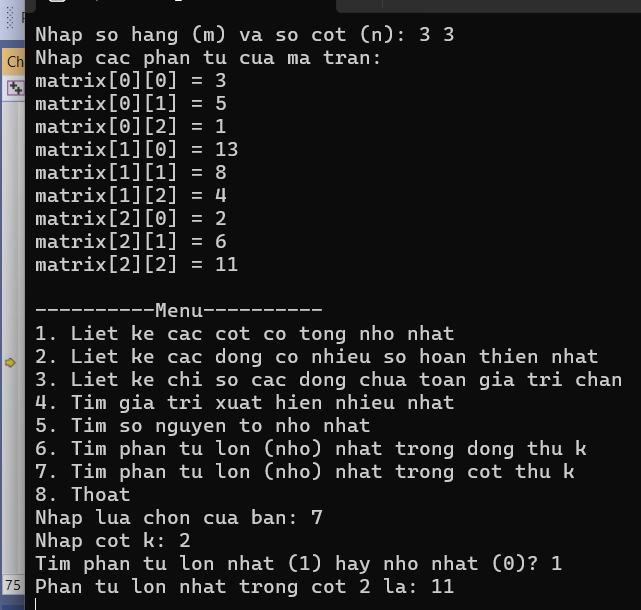 Ch
Nhap so hang (m) va so cot (n): 3 3
Nhap cac phan tu cua ma tran:
matrix[0][0] = 3
matrix[0][1] = 5
matrix[0][2] = 1
matrix[1][0] = 13
matrix[1][1] = 8
matrix[1][2] = 4
matrix[2][0] = 2
matrix[2][1] = 6
matrix[2][2] = 11
----------Menu----------
1. Liet ke cac cot co tong nho nhat
2. Liet ke cac dong co nhieu so hoan thien nhat
3. Liet ke chi so cac dong chua toan gia tri chan
4. Tim gia tri xuat hien nhieu nhat
5. Tim so nguyen to nho nhat
6. Tim phan tu lon (nho) nhat trong dong thu k
7. Tim phan tu lon (nho) nhat trong cot thu k
8. Thoat
Nhap lua chon cua ban: 7
Nhap cot k: 2
Tim phan tu lon nhat (1) hay nho nhat (0)? 1
Phan tu lon nhat trong cot 2 la: 11
75